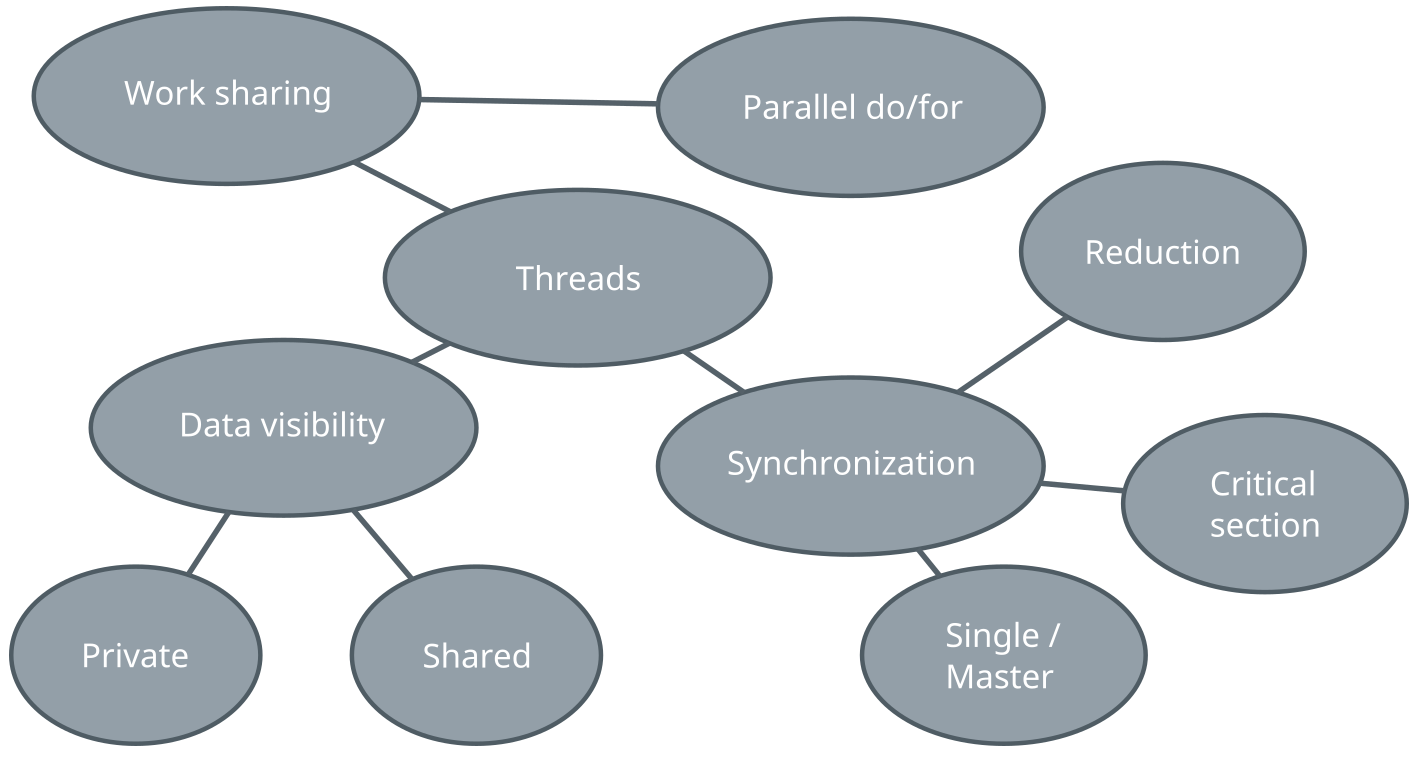 Work sharing
Parallel do/for
Threads
Reduction
Data visibility
Synchronization
Critical
section
Private
Shared
Single /
Master